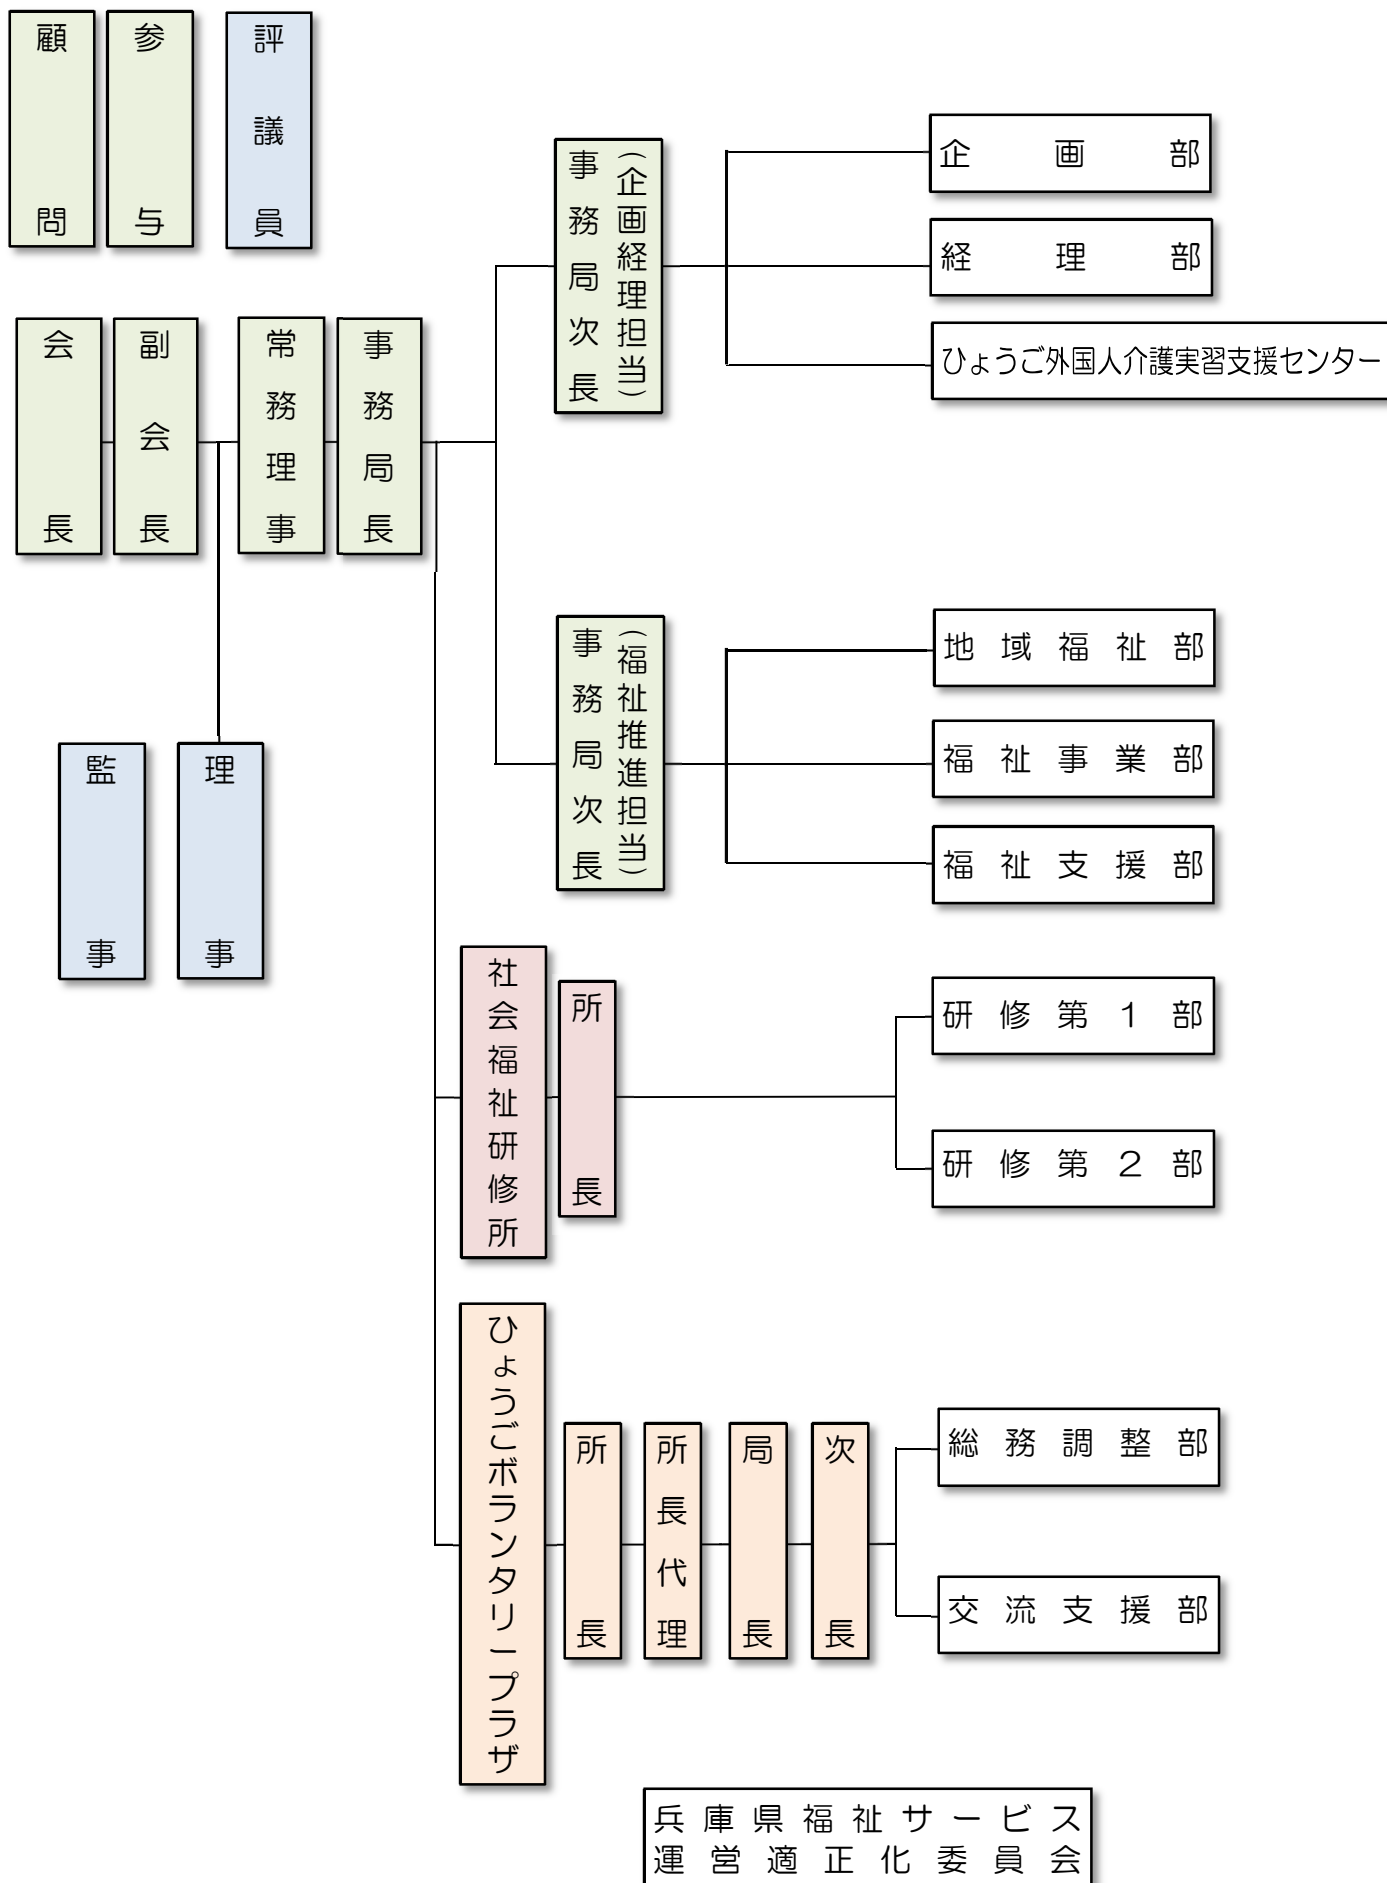 顧問
参与
評議員
会長
副会長
常務理事
事務局長
監事
理事
事務局次長
（企画経理担当）
企画部
経理部
ひょうご外国人介護実習支援センター
事務局次長
（福祉推進担当）
地域福祉部
福祉事業部
福祉支援部
社会福祉研修所
所長
研修第１部
研修第２部
ひょうごボランタリープラザ
所長
所長代理
局長
次長
総務調整部
交流支援部
兵庫県福祉サービス
運営適正化委員会